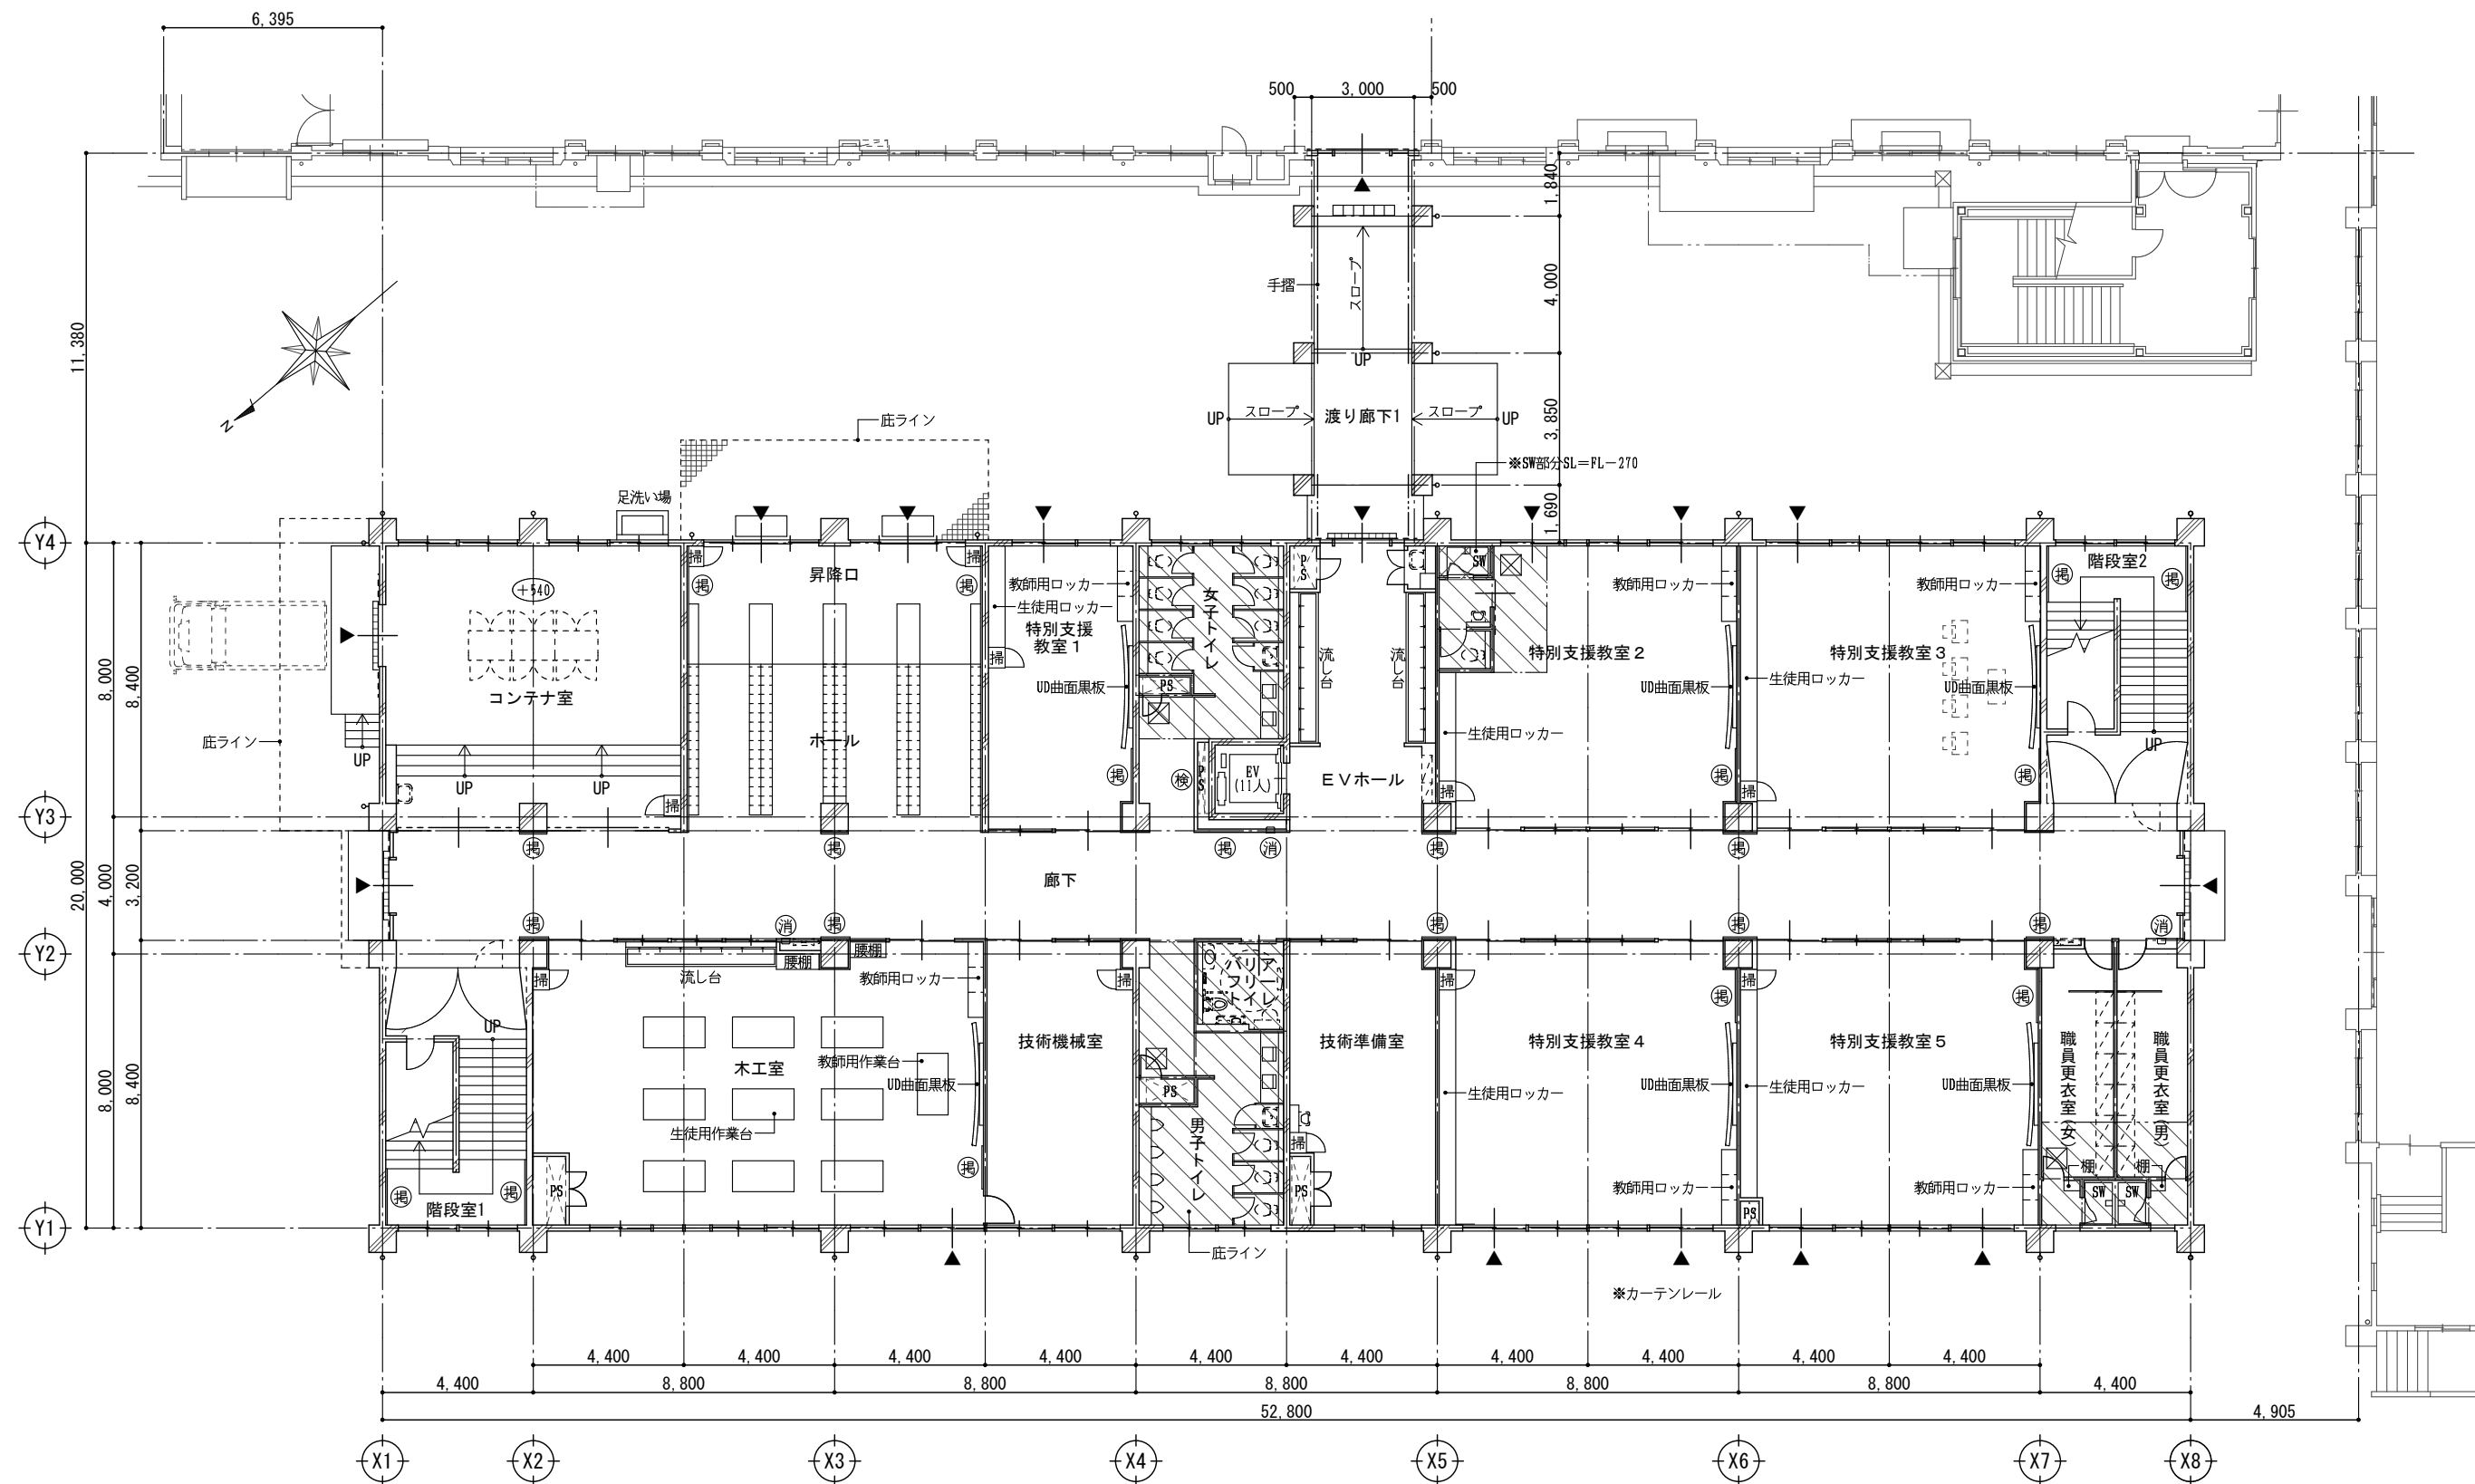 6,395
500
3,000
500
1,840
手摺
スロープ
4,000
11,380
UP
N
庇ライン
UP
スロープ
渡り廊下1
スロープ
UP
3,850
※SW部分SL=FL−270
足洗い場
1,690
Y4
掃
昇降口
掃
PS
SW
階段室2
掲
掲
教師用ロッカー
教師用ロッカー
教師用ロッカー
掲
掲
+540
生徒用ロッカー
女子トイレ
特別支援
教室1
掃
流し台
流し台
特別支援教室2
特別支援教室3
8,000
8,400
コンテナ室
UD曲面黒板
PS
UD曲面黒板
生徒用ロッカー
UD曲面黒板
庇ライン
ホール
生徒用ロッカー
UP
UP
UP
UP
掲
検
PS
EV
(11人)
EVホール
掲
掲
掃
掃
掃
Y3
掲
掲
掲
消
掲
掲
20,000
4,000
3,200
廊下
掲
消
掲
掲
掲
掲
消
Y2
腰棚
腰棚
掃
流し台
教師用ロッカー
掃
バリア
フリー
トイレ
掃
掃
掲
掲
UP
技術機械室
技術準備室
特別支援教室4
特別支援教室5
職員更衣室(女)
職員更衣室(男)
木工室
教師用作業台
UD曲面黒板
PS
生徒用ロッカー
UD曲面黒板
生徒用ロッカー
UD曲面黒板
8,000
8,400
生徒用作業台
男子トイレ
掃
掲
棚
棚
PS
PS
教師用ロッカー
教師用ロッカー
SW
SW
掲
掲
階段室1
PS
Y1
庇ライン
※カーテンレール
4,400
4,400
4,400
4,400
4,400
4,400
4,400
4,400
4,400
4,400
4,400
8,800
8,800
8,800
8,800
8,800
4,400
52,800
4,905
X1
X2
X3
X4
X5
X6
X7
X8